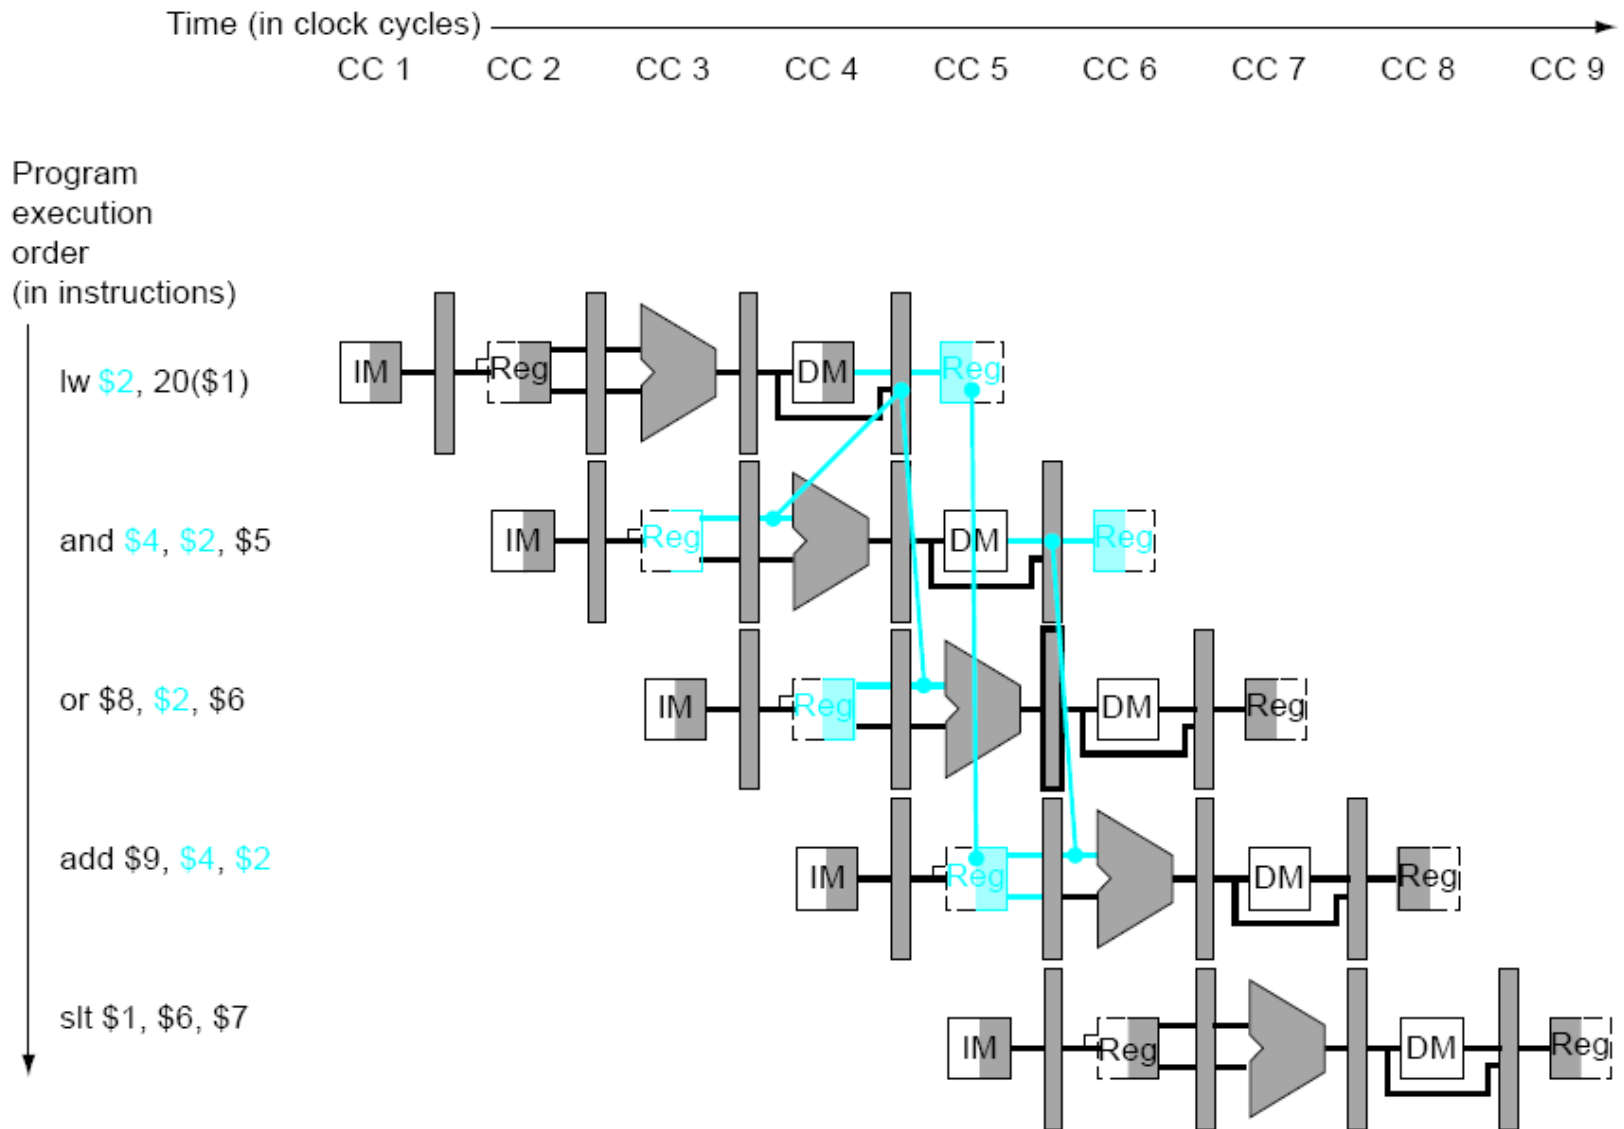 Time (in clock cycles)
CC 1 CC 2 CC 3 CC 4 CC 5 CC 6 CC 7 CC 8 CC 9
Program
execution
order
(in instructions)
lw $2, 20($1)
IM Reg DM Reg
and $4, $2, $5
IM Reg DM Reg
or $8, $2, $6
IM Reg DM Reg
add $9, $4, $2
IM Reg DM Reg
slt $1, $6, $7
IM Reg DM Reg